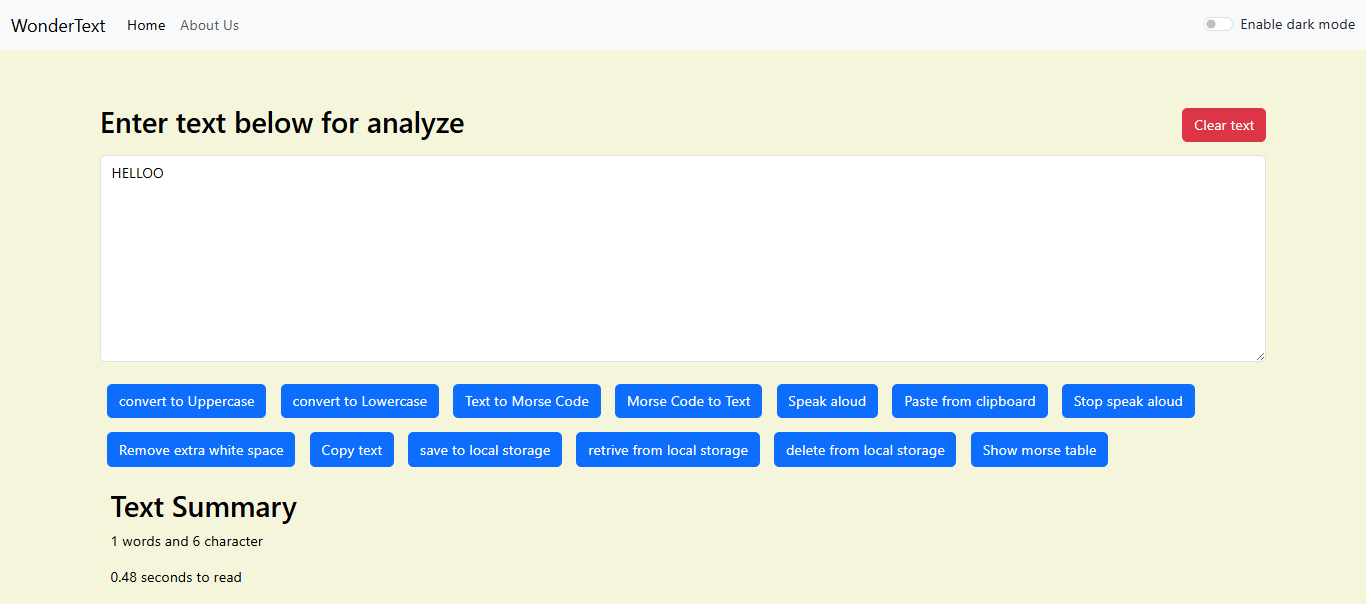 WonderText Home About Us Enable dark mode
Enter text below for analyze Clear text
HELLOO
convert to Uppercase convert to Lowercase Text to Morse Code Morse Code to Text Speak aloud Paste from clipboard Stop speak aloud
Remove extra white space Copy text save to local storage retrive from local storage delete from local storage Show morse table
Text Summary
1 words and 6 character
0.48 seconds to read